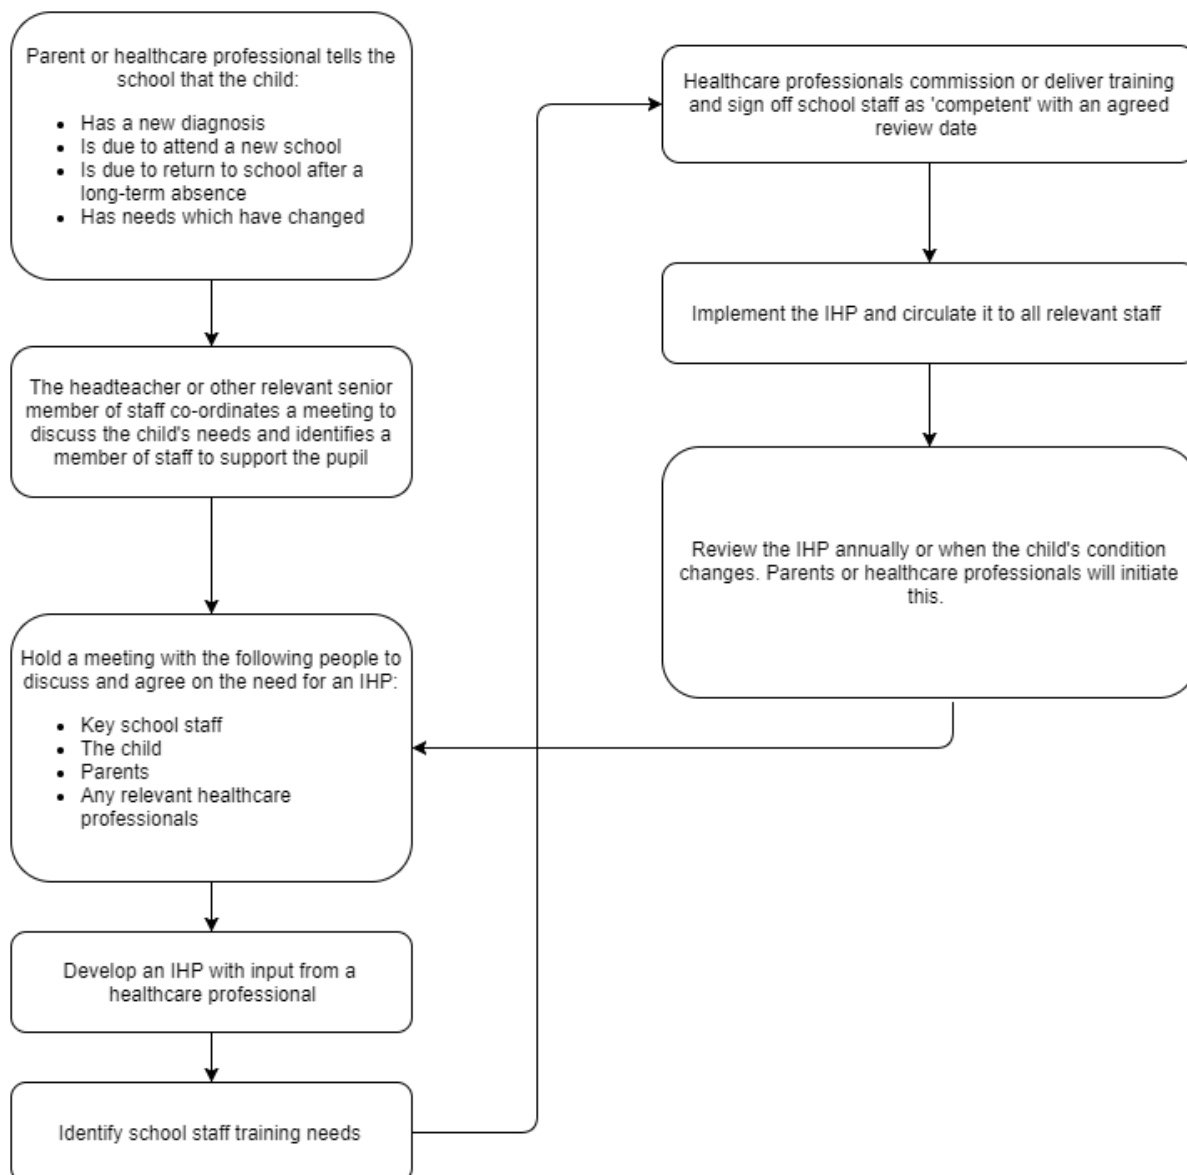 Parent or healthcare professional tells the
school that the child:
• Has a new diagnosis
• Is due to attend a new school
• Is due to return to school after a
long-term absence
• Has needs which have changed
The headteacher or other relevant senior
member of staff co-ordinates a meeting to
discuss the child's needs and identifies a
member of staff to support the pupil
Hold a meeting with the following people to
discuss and agree on the need for an IHP:
• Key school staff
• The child
• Parents
• Any relevant healthcare
professionals
Develop an IHP with input from a
healthcare professional
Identify school staff training needs
Healthcare professionals commission or deliver training
and sign off school staff as 'competent' with an agreed
review date
Implement the IHP and circulate it to all relevant staff
Review the IHP annually or when the child's condition
changes. Parents or healthcare professionals will initiate
this.